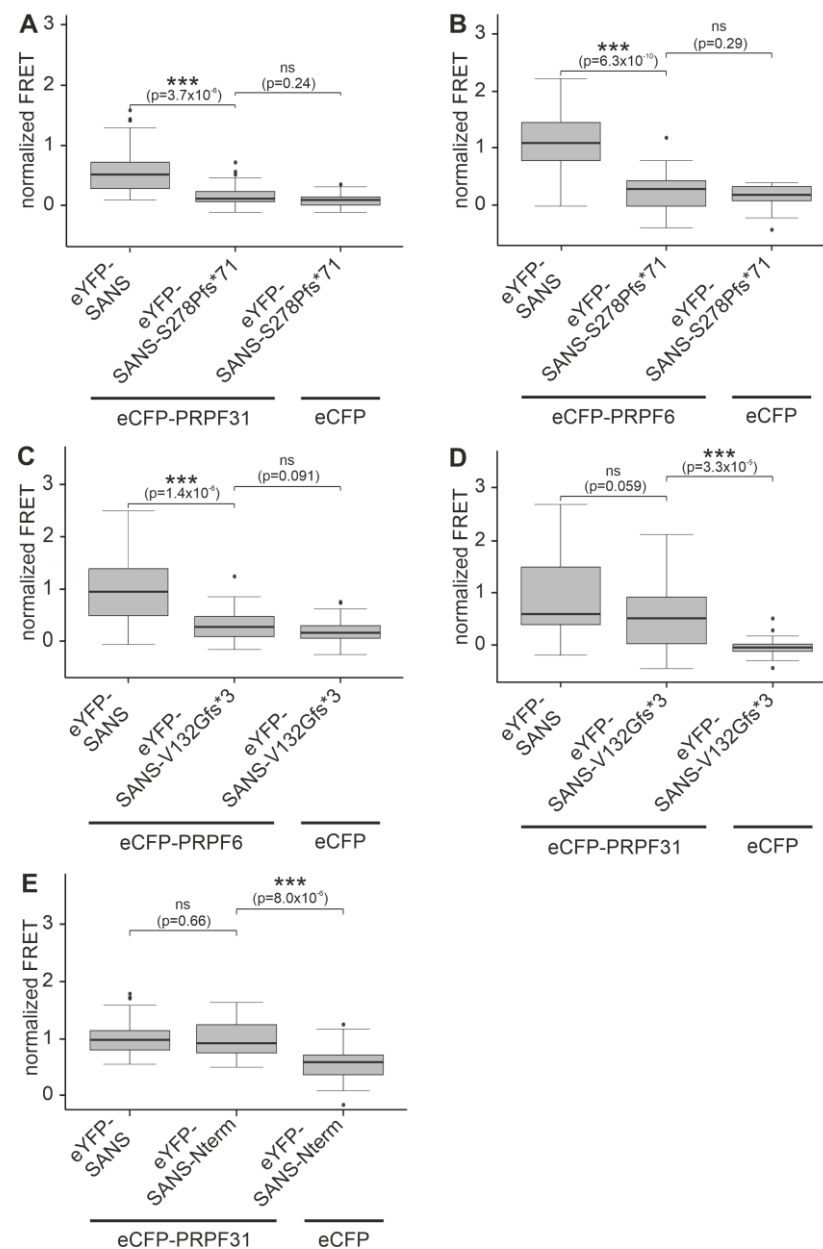 A
normalized FRET
3
2
1
0
***
(p=3.7x10⁻⁶)
ns
(p=0.24)
eYFP-
SANS
eYFP-
SANS-S278Pfs*71
eYFP-
SANS-S278Pfs*71
eCFP-PRPF31
eCFP
B
normalized FRET
3
2
1
0
***
(p=6.3x10⁻¹⁰)
ns
(p=0.29)
eYFP-
SANS
eYFP-
SANS-S278Pfs*71
eYFP-
SANS-S278Pfs*71
eCFP-PRPF6
eCFP
C
normalized FRET
3
2
1
0
***
(p=1.4x10⁻⁶)
ns
(p=0.091)
eYFP-
SANS
eYFP-
SANS-V132Gfs*3
eYFP-
SANS-V132Gfs*3
eCFP-PRPF6
eCFP
D
normalized FRET
3
2
1
0
ns
(p=0.059)
***
(p=3.3x10⁻⁵)
eYFP-
SANS
eYFP-
SANS-V132Gfs*3
eYFP-
SANS-V132Gfs*3
eCFP-PRPF31
eCFP
E
normalized FRET
3
2
1
0
ns
(p=0.66)
***
(p=8.0x10⁻⁶)
eYFP-
SANS
eYFP-
SANS-Nterm
eYFP-
SANS-Nterm
eCFP-PRPF31
eCFP